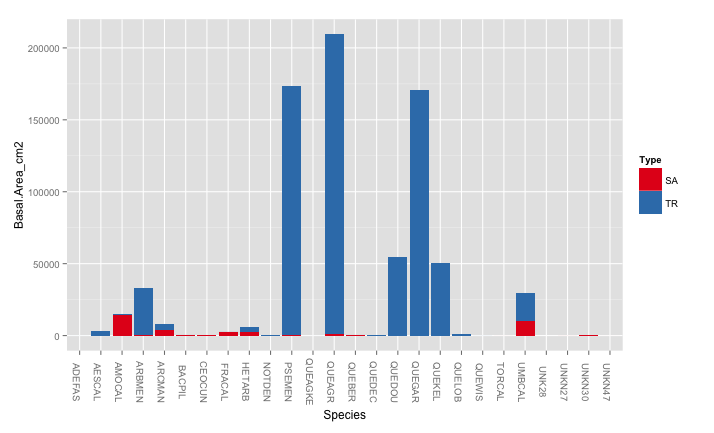 200000
150000
100000
50000
0
Basal.Area_cm2
ADEFAS
AESCAL
AMOCAL
ARBMEN
ARCMAN
BACPIL
CEOCUN
FRACAL
HETARB
NOTDEN
PSEMEN
QUEAGKE
QUEAGR
QUEBER
QUEDEC
QUEDOU
QUEGAR
QUEKEL
QUELOB
QUEWIS
TORCAL
UMBCAL
UNK28
UNKN27
UNKN30
UNKN47
Species
Type
SA
TR